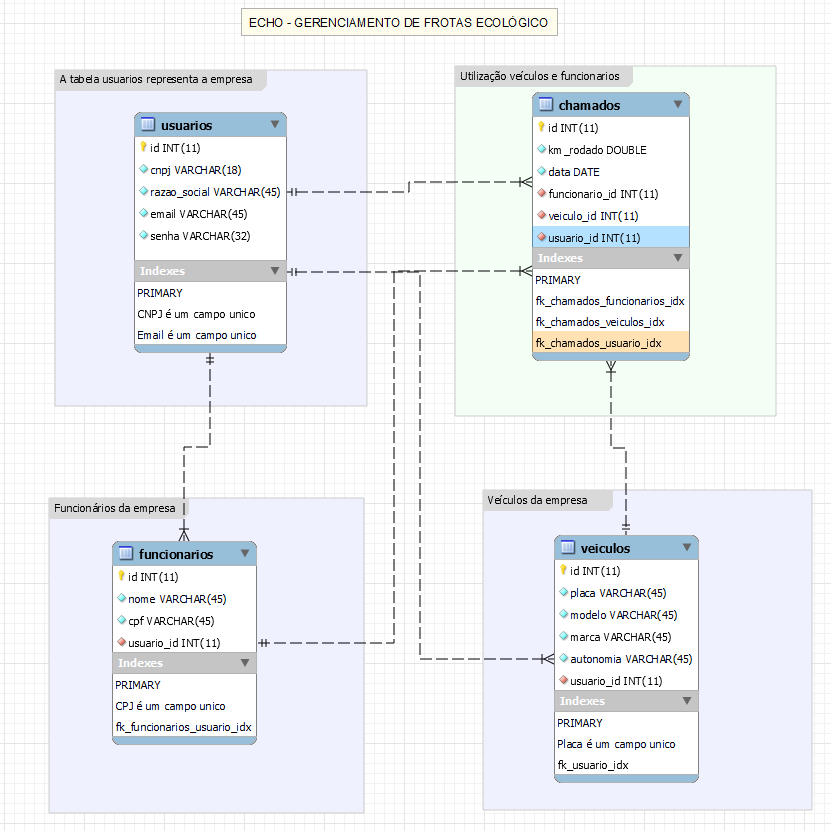 ECHO - GERENCIAMENTO DE FROTAS ECOLÓGICO
A tabela usuarios representa a empresa
usuarios
id INT(11)
cnpj VARCHAR(18)
razao_social VARCHAR(45)
email VARCHAR(45)
senha VARCHAR(32)
Indexes
PRIMARY
CNPJ é um campo unico
Email é um campo unico
Utilização veículos e funcionarios
chamados
id INT(11)
km _rodado DOUBLE
data DATE
funcionario_id INT(11)
veiculo_id INT(11)
usuario_id INT(11)
Indexes
PRIMARY
fk_chamados_funcionarios_idx
fk_chamados_veiculos_idx
fk_chamados_usuario_idx
Funcionários da empresa
funcionarios
id INT(11)
nome VARCHAR(45)
cpf VARCHAR(45)
usuario_id INT(11)
Indexes
PRIMARY
CPJ é um campo unico
fk_funcionarios_usuario_idx
Veículos da empresa
veiculos
id INT(11)
placa VARCHAR(45)
modelo VARCHAR(45)
marca VARCHAR(45)
autonomia VARCHAR(45)
usuario_id INT(11)
Indexes
PRIMARY
Placa é um campo unico
fk_usuario_idx